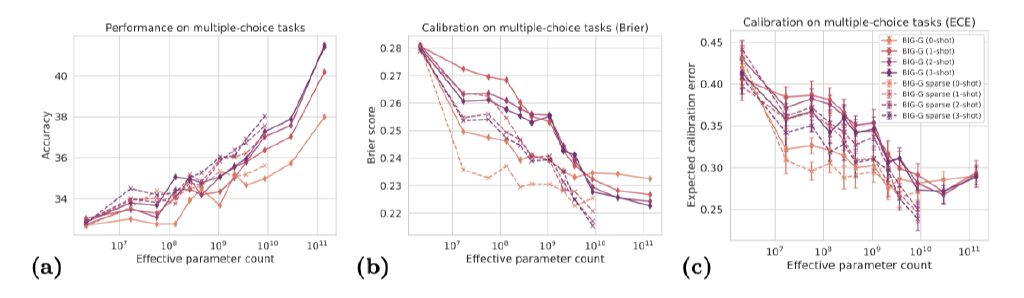 Performance on multiple-choice tasks
Accuracy
40
38
36
34
10^7
10^8
10^9
10^10
10^11
Effective parameter count
(a)
Calibration on multiple-choice tasks (Brier)
Brier score
0.28
0.27
0.26
0.25
0.24
0.23
0.22
10^7
10^8
10^9
10^10
10^11
Effective parameter count
(b)
Calibration on multiple-choice tasks (ECE)
Expected calibration error
0.45
0.40
0.35
0.30
0.25
BIG-G (0-shot)
BIG-G (1-shot)
BIG-G (2-shot)
BIG-G (3-shot)
BIG-G sparse (0-shot)
BIG-G sparse (1-shot)
BIG-G sparse (2-shot)
BIG-G sparse (3-shot)
10^7
10^8
10^9
10^10
10^11
Effective parameter count
(c)